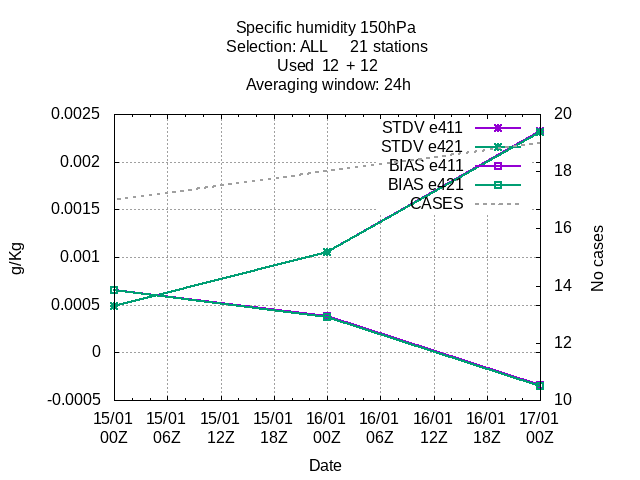 Specific humidity 150hPa
Selection: ALL 21 stations
Used 12 + 12
Averaging window: 24h
STDV e411
STDV e421
BIAS e411
BIAS e421
CASES
0.0025
0.002
0.0015
0.001
0.0005
0
-0.0005
g/Kg
20
18
16
14
12
10
No cases
15/01 15/01 15/01 15/01 16/01 16/01 16/01 16/01 17/01
00Z 06Z 12Z 18Z 00Z 06Z 12Z 18Z 00Z
Date